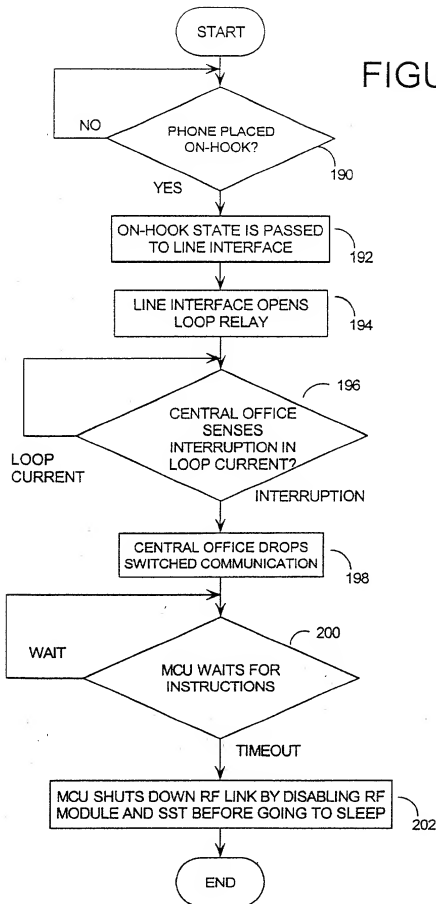 START
FIGU
NO
PHONE PLACED
ON-HOOK?
190
YES
ON-HOOK STATE IS PASSED
TO LINE INTERFACE
192
LINE INTERFACE OPENS
LOOP RELAY
194
196
CENTRAL OFFICE
SENSES
INTERRUPTION IN
LOOP CURRENT?
LOOP
CURRENT
INTERRUPTION
CENTRAL OFFICE DROPS
SWITCHED COMMUNICATION
198
200
WAIT
MCU WAITS FOR
INSTRUCTIONS
TIMEOUT
MCU SHUTS DOWN RF LINK BY DISABLING RF
MODULE AND SST BEFORE GOING TO SLEEP
202
END